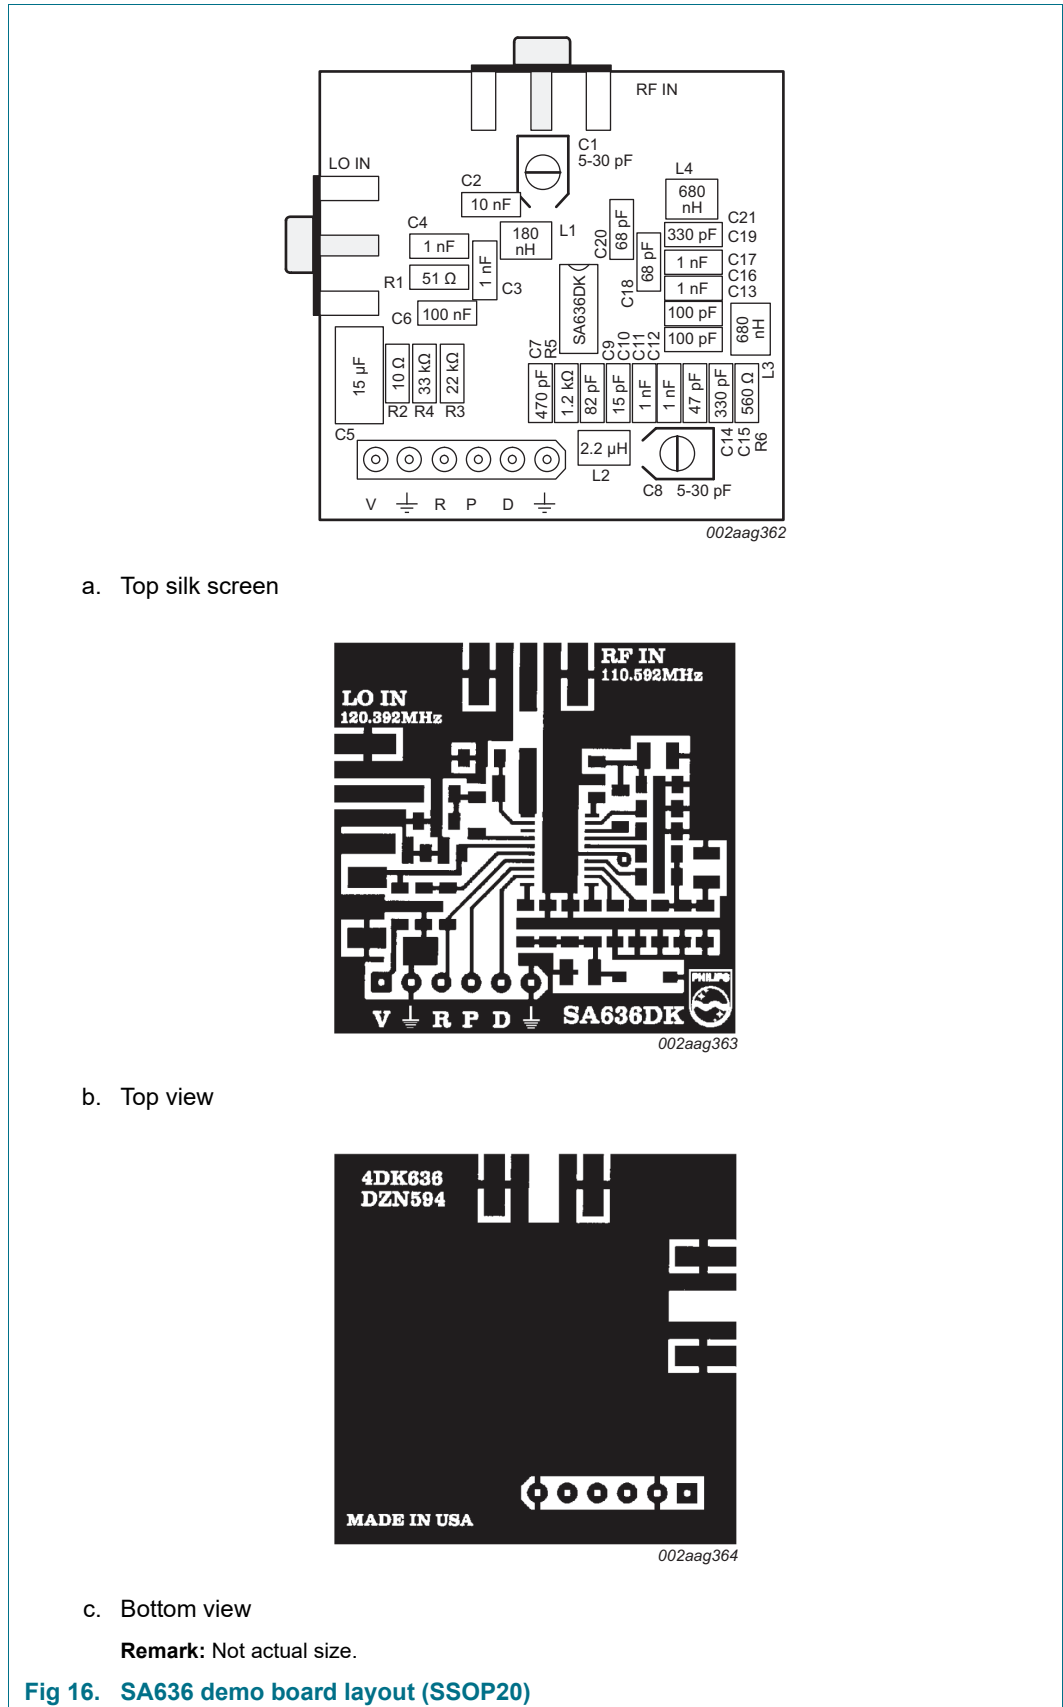 RF IN
C1
5-30 pF
LO IN
L4
C2
680
nH
10 nF
C21
C4
330 pF
C19
180
nH
L1
C20
68 pF
1 nF
68 pF
1 nF
C17
C16
R1
51 Ω
1 nF
C3
C18
1 nF
C13
C6
100 nF
SA636DK
100 pF
680
nH
100 pF
15 µF
10 Ω
33 kΩ
22 kΩ
C7
R5
C9
C10
C11
C12
L3
470 pF
1.2 kΩ
82 pF
15 pF
1 nF
1 nF
47 pF
330 pF
560 Ω
R2 R4 R3
C5
2.2 µH
L2
C14
C15
R6
C8 5-30 pF
V R P D
002aag362
a. Top silk screen
RF IN
110.592MHz
LO IN
120.392MHz
PHILIPS
V R P D SA636DK
002aag363
b. Top view
4DK636
DZN594
MADE IN USA
002aag364
c. Bottom view
Remark: Not actual size.
Fig 16. SA636 demo board layout (SSOP20)